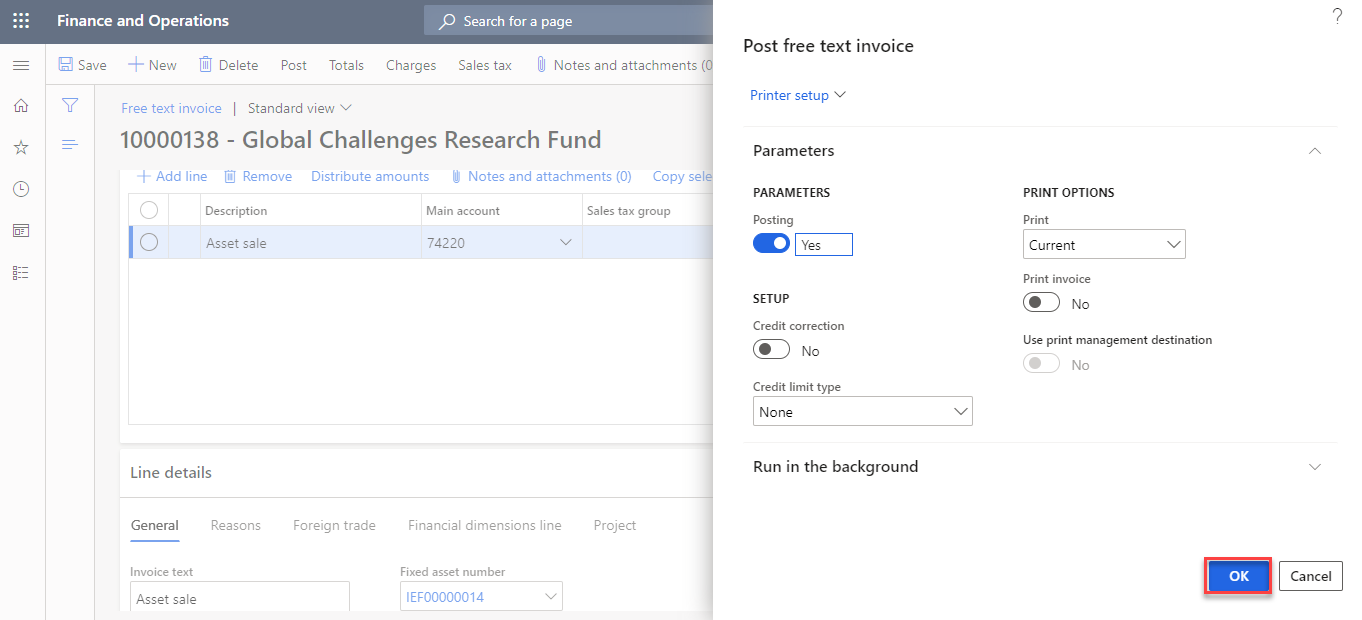 Finance and Operations
Search for a page
Save New Delete Post Totals Charges Sales tax Notes and attachments (0
Free text invoice | Standard view
10000138 - Global Challenges Research Fund
Add line Remove Distribute amounts Notes and attachments (0) Copy sele
Description Main account Sales tax group
Asset sale 74220
Line details
General Reasons Foreign trade Financial dimensions line Project
Invoice text Fixed asset number
Asset sale IEF00000014
?
Post free text invoice
Printer setup
Parameters
PARAMETERS
Posting
Yes
SETUP
Credit correction
No
Credit limit type
None
PRINT OPTIONS
Print
Current
Print invoice
No
Use print management destination
No
Run in the background
OK Cancel